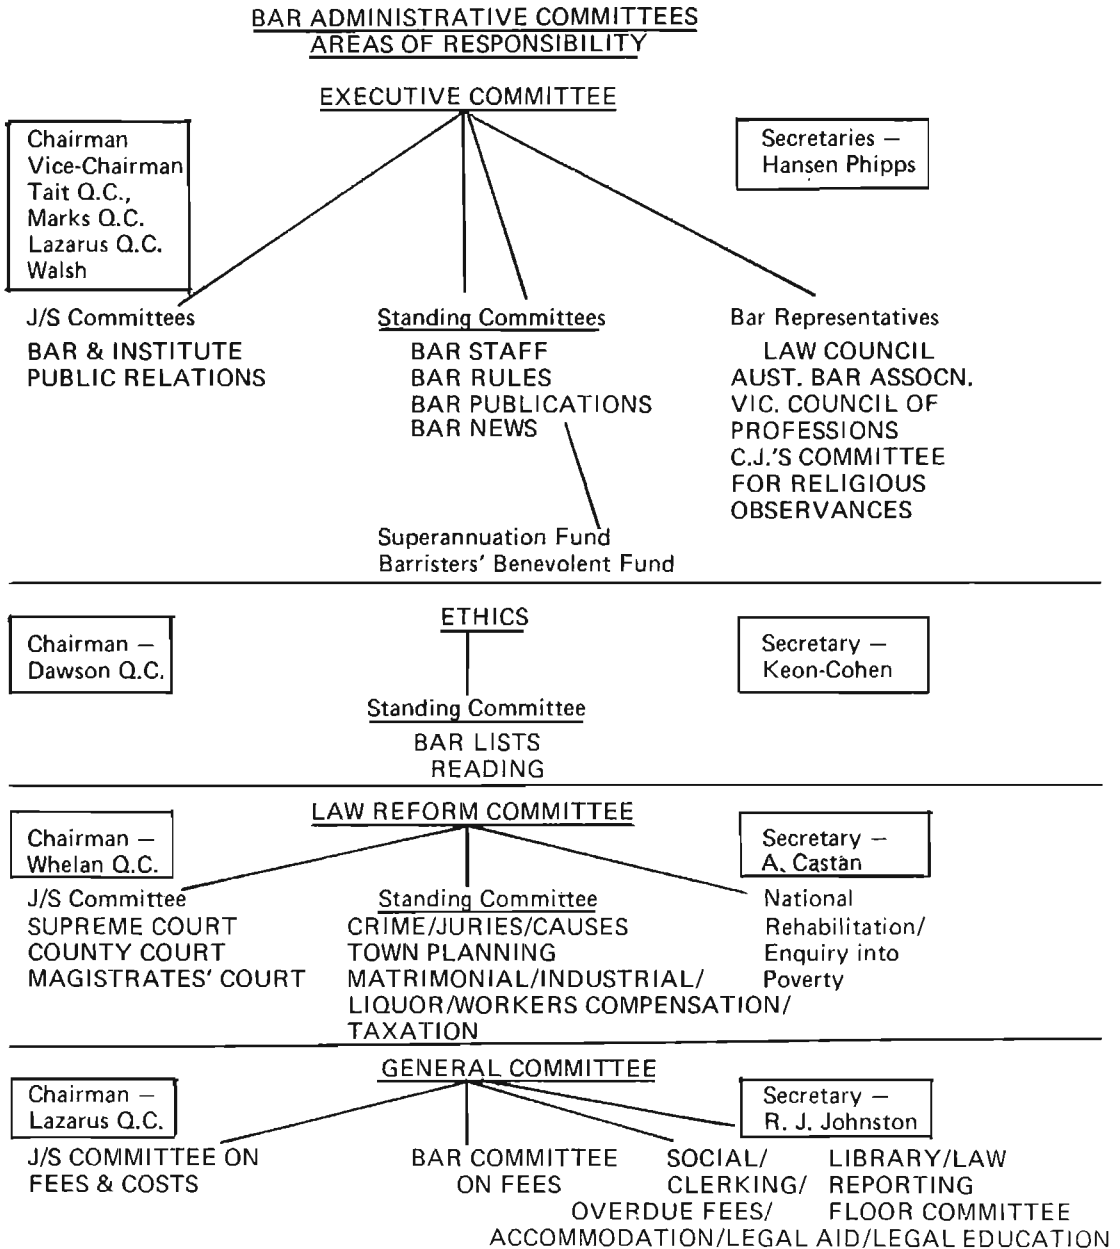 BAR ADMINISTRATIVE COMMITTEES
AREAS OF RESPONSIBILITY
EXECUTIVE COMMITTEE
Chairman
Vice-Chairman
Tait Q.C.,
Marks Q.C.
Lazarus Q.C.
Walsh
Secretaries —
Hansen Phipps
J/S Committees
BAR & INSTITUTE
PUBLIC RELATIONS
Standing Committees
BAR STAFF
BAR RULES
BAR PUBLICATIONS
BAR NEWS
Superannuation Fund
Barristers' Benevolent Fund
Bar Representatives
LAW COUNCIL
AUST. BAR ASSOCN.
VIC. COUNCIL OF
PROFESSIONS
C.J.'S COMMITTEE
FOR RELIGIOUS
OBSERVANCES
ETHICS
Chairman —
Dawson Q.C.
Secretary —
Keon-Cohen
Standing Committee
BAR LISTS
READING
LAW REFORM COMMITTEE
Chairman —
Whelan Q.C.
Secretary —
A. Castan
J/S Committee
SUPREME COURT
COUNTY COURT
MAGISTRATES' COURT
Standing Committee
CRIME/JURIES/CAUSES
TOWN PLANNING
MATRIMONIAL/INDUSTRIAL/
LIQUOR/WORKERS COMPENSATION/
TAXATION
National
Rehabilitation/
Enquiry into
Poverty
GENERAL COMMITTEE
Chairman —
Lazarus Q.C.
Secretary —
R. J. Johnston
J/S COMMITTEE ON
FEES & COSTS
BAR COMMITTEE
ON FEES
SOCIAL/
CLERKING/
OVERDUE FEES/
LIBRARY/LAW
REPORTING
FLOOR COMMITTEE
ACCOMMODATION/LEGAL AID/LEGAL EDUCATION